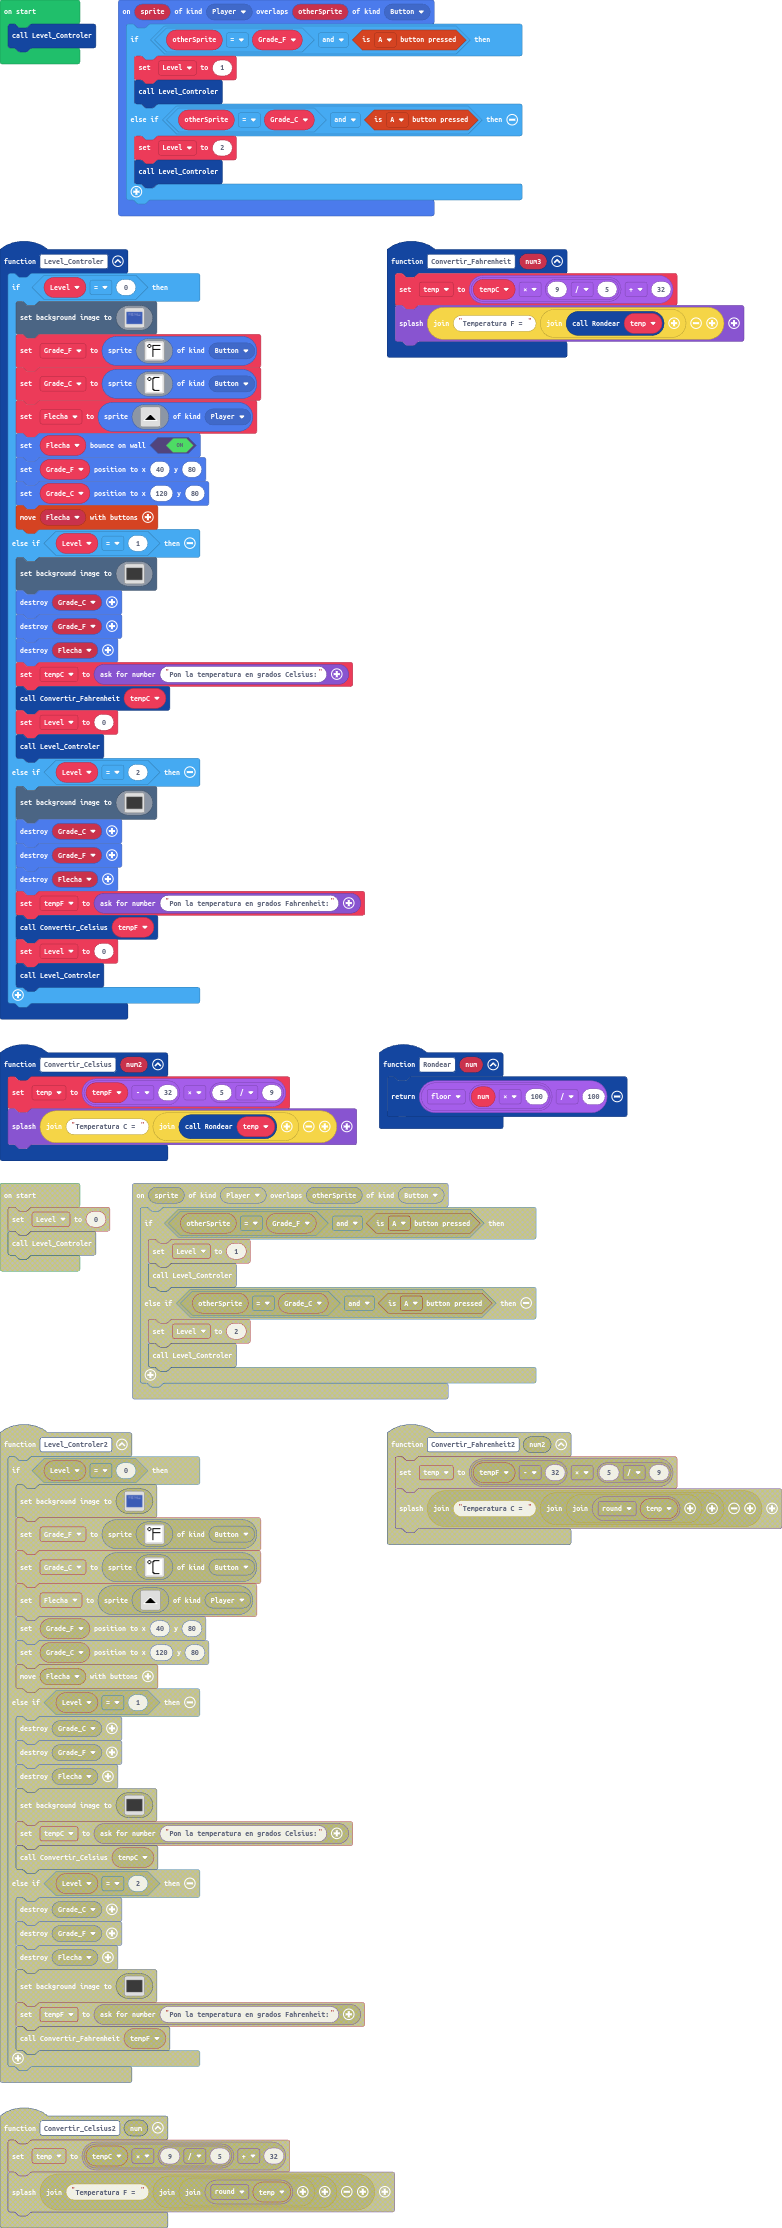 on start
call Level_Controler
on sprite of kind Player overlaps otherSprite of kind Button
if otherSprite = Grade_F and is A button pressed then
set Level to 1
call Level_Controler
else if otherSprite = Grade_C and is A button pressed then
set Level to 2
call Level_Controler
function Level_Controler
if Level = 0 then
set background image to
set Grade_F to sprite °F of kind Button
set Grade_C to sprite °C of kind Button
set Flecha to sprite of kind Player
set Flecha bounce on wall ON
set Grade_F position to x 40 y 80
set Grade_C position to x 120 y 80
move Flecha with buttons
else if Level = 1 then
set background image to
destroy Grade_C
destroy Grade_F
destroy Flecha
set tempC to ask for number "Pon la temperatura en grados Celsius:"
call Convertir_Fahrenheit tempC
set Level to 0
call Level_Controler
else if Level = 2 then
set background image to
destroy Grade_C
destroy Grade_F
destroy Flecha
set tempF to ask for number "Pon la temperatura en grados Fahrenheit:"
call Convertir_Celsius tempF
set Level to 0
call Level_Controler
function Convertir_Fahrenheit num3
set temp to tempC × 9 / 5 + 32
splash join "Temperatura F = " join call Rondear temp
function Convertir_Celsius num2
set temp to tempF - 32 × 5 / 9
splash join "Temperatura C = " join call Rondear temp
function Rondear num
return floor num × 100 / 100
on start
set Level to 0
call Level_Controler
on sprite of kind Player overlaps otherSprite of kind Button
if otherSprite = Grade_F and is A button pressed then
set Level to 1
call Level_Controler
else if otherSprite = Grade_C and is A button pressed then
set Level to 2
call Level_Controler
function Level_Controler2
if Level = 0 then
set background image to
set Grade_F to sprite °F of kind Button
set Grade_C to sprite °C of kind Button
set Flecha to sprite of kind Player
set Grade_F position to x 40 y 80
set Grade_C position to x 120 y 80
move Flecha with buttons
else if Level = 1 then
destroy Grade_C
destroy Grade_F
destroy Flecha
set background image to
set tempC to ask for number "Pon la temperatura en grados Celsius:"
call Convertir_Celsius tempC
else if Level = 2 then
destroy Grade_C
destroy Grade_F
destroy Flecha
set background image to
set tempF to ask for number "Pon la temperatura en grados Fahrenheit:"
call Convertir_Fahrenheit tempF
function Convertir_Fahrenheit2 num2
set temp to tempF - 32 × 5 / 9
splash join "Temperatura C = " join join round temp
function Convertir_Celsius2 num
set temp to tempC × 9 / 5 + 32
splash join "Temperatura F = " join join round temp